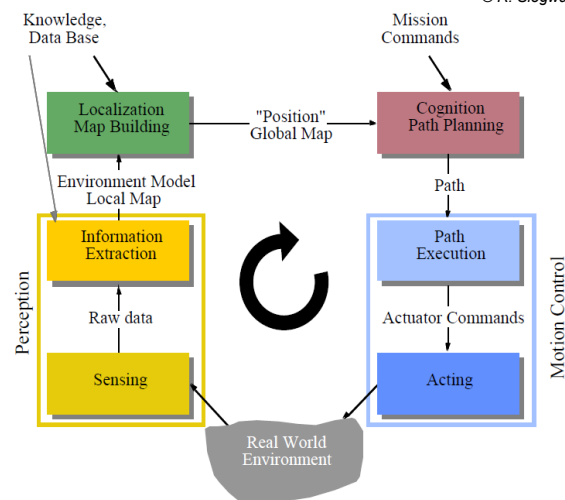 © R. Siegwart
Knowledge,
Data Base
Mission
Commands
Localization
Map Building
"Position"
Global Map
Cognition
Path Planning
Environment Model
Local Map
Path
Information
Extraction
Path
Execution
Perception
Raw data
Actuator Commands
Motion Control
Sensing
Acting
Real World
Environment